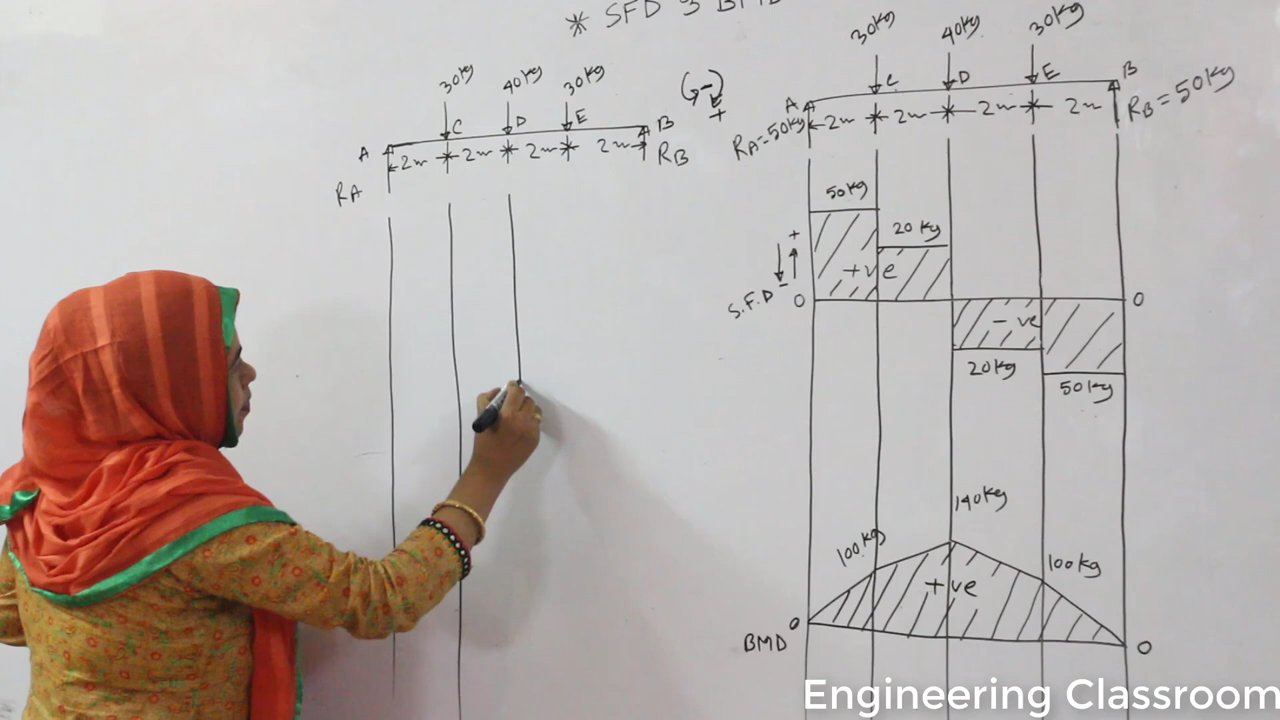 * SFD & BMD
30kg 40kg 30kg
C D E
A B
2m 2m 2m 2m
RA RB
- +
30kg 40kg 30kg
C D E
A B
RA=50kg RB=50kg
2m 2m 2m 2m
50kg
20kg
+
-
+ve
S.F.D 0 0
-ve
20kg
50kg
140kg
100kg 100kg
+ve
0
BMD 0
Engineering Classroom